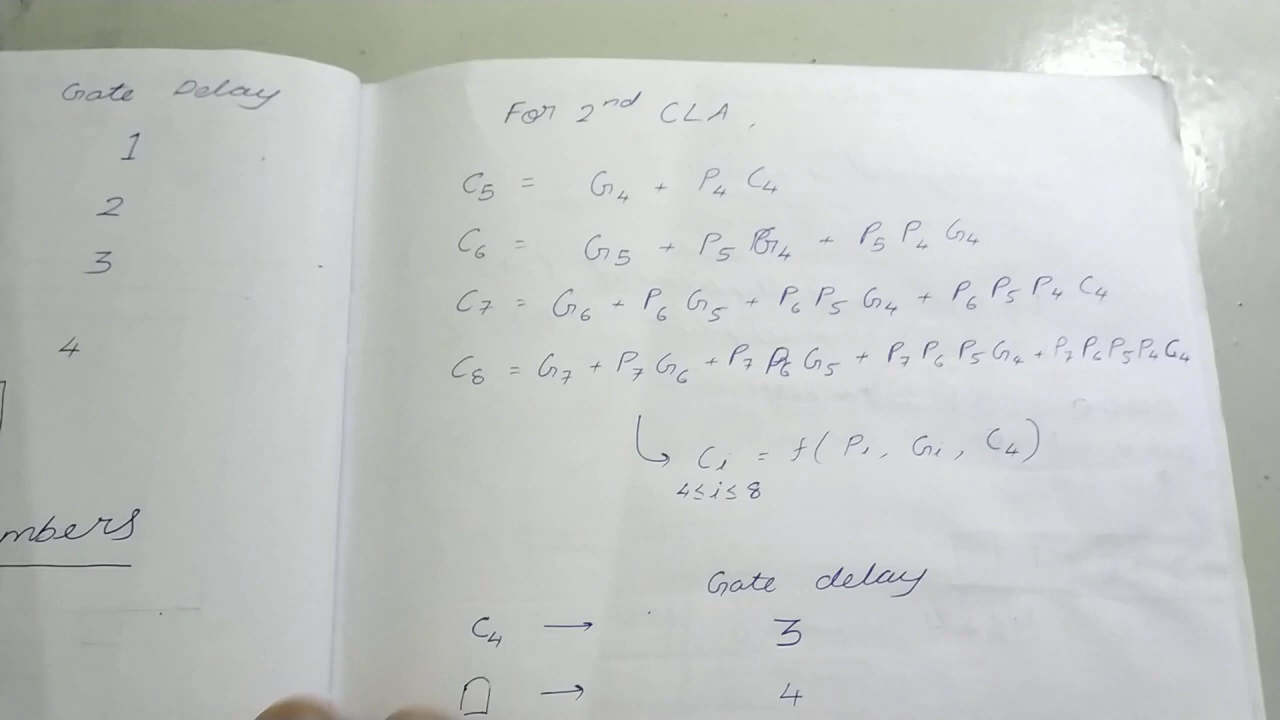 Gate Delay
1
2
3
4
mbers
For 2nd CLA,
C5 = G4 + P4 C4
C6 = G5 + P5 G4 + P5 P4 G4
C7 = G6 + P6 G5 + P6 P5 G4 + P6 P5 P4 C4
C8 = G7 + P7 G6 + P7 P6 G5 + P7 P6 P5 G4 + P7 P6 P5 P4 C4
↳ Ci = f( Pi, Gi, C4)
4≤i≤8
Gate delay
C4 → 3
→ 4